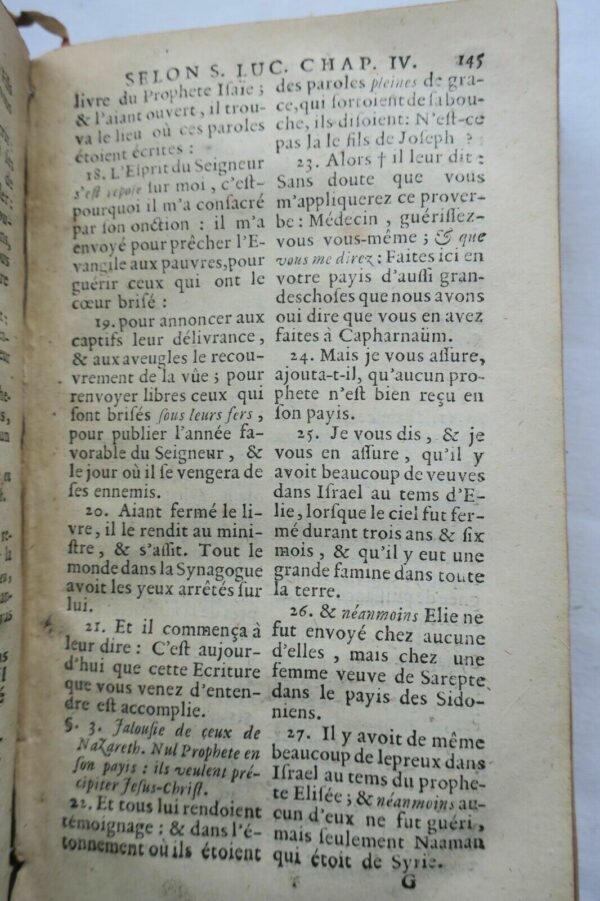 SELON S. LUC. CHAP. IV. 145
livre du Prophete Iſaïe ;
& l'aiant ouvert, il trou-
va le lieu où ces paroles
étoient écrites :
18. L'Eſprit du Seigneur
s'eſt repoſé ſur moi, c'eſt-
pourquoi il m'a conſacré
par ſon onction : il m'a
envoyé pour prêcher l'E-
vangile aux pauvres, pour
guérir ceux qui ont le
cœur briſé :
19. pour annoncer aux
captifs leur délivrance,
& aux aveugles le recou-
vrement de la vûe ; pour
renvoyer libres ceux qui
ſont briſés ſous leurs fers,
pour publier l'année fa-
vorable du Seigneur, &
le jour où il ſe vengera de
ſes ennemis.
20. Aiant fermé le li-
vre, il le rendit au mini-
ſtre, & s'aſſit. Tout le
monde dans la Synagogue
avoit les yeux arrêtés ſur
lui.
21. Et il commença à
leur dire : C'eſt aujour-
d'hui que cette Ecriture
que vous venez d'enten-
dre eſt accomplie.
§. 3. Jalouſie de ceux de
Nazareth. Nul Prophete en
ſon payis : ils veulent pré-
cipiter Jeſus-Chriſt.
22. Et tous lui rendoient
témoignage : & dans l'é-
tonnement où ils étoient
des paroles pleines de gra-
ce, qui ſortoient de ſa bou-
che, ils diſoient: N'eſt-ce
pas là le fils de Joſeph ?
23. Alors † il leur dit :
Sans doute que vous
m'appliquerez ce prover-
be : Médecin, guériſſez-
vous vous-même ; & que
vous me direz : Faites ici en
votre payis d'auſſi gran-
des choſes que nous avons
oui dire que vous en avez
faites à Capharnaüm.
24. Mais je vous aſſure,
ajouta-t-il, qu'aucun pro-
phete n'eſt bien reçu en
ſon payis.
25. Je vous dis, & je
vous en aſſure, qu'il y
avoit beaucoup de veuves
dans Iſrael au tems d'E-
lie, lorſque le ciel fut fer-
mé durant trois ans & ſix
mois, & qu'il y eut une
grande famine dans toute
la terre.
26. & néanmoins Elie ne
fut envoyé chez aucune
d'elles, mais chez une
femme veuve de Sarepte
dans le payis des Sido-
niens.
27. Il y avoit de même
beaucoup de lepreux dans
Iſrael au tems du prophe-
te Eliſée ; & néanmoins au-
cun d'eux ne fut guéri,
mais ſeulement Naaman
qui étoit de Syrie.
G